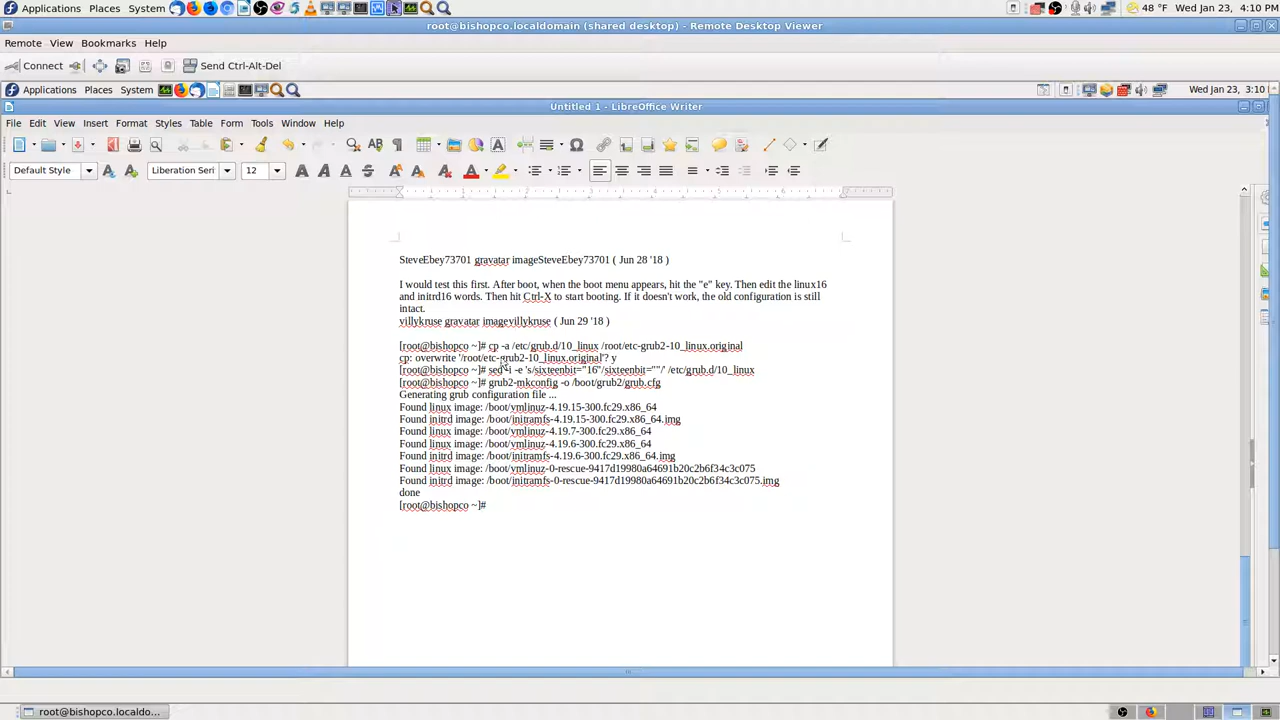 Applications Places System 48 °F Wed Jan 23, 4:10 PM
root@bishopco.localdomain (shared desktop) - Remote Desktop Viewer
Remote View Bookmarks Help
Connect Send Ctrl-Alt-Del
Applications Places System Wed Jan 23, 3:10
Untitled 1 - LibreOffice Writer
File Edit View Insert Format Styles Table Form Tools Window Help
Default Style Liberation Seri 12
SteveEbey73701 gravatar imageSteveEbey73701 ( Jun 28 '18 )
I would test this first. After boot, when the boot menu appears, hit the "e" key. Then edit the linux16
and initrd16 words. Then hit Ctrl-X to start booting. If it doesn't work, the old configuration is still
intact.
villykruse gravatar imagevillykruse ( Jun 29 '18 )
[root@bishopco ~]# cp -a /etc/grub.d/10_linux /root/etc-grub2-10_linux.original
cp: overwrite '/root/etc-grub2-10_linux.original'? y
[root@bishopco ~]# sed -i -e 's/sixteenbit="16"/sixteenbit=""/' /etc/grub.d/10_linux
[root@bishopco ~]# grub2-mkconfig -o /boot/grub2/grub.cfg
Generating grub configuration file ...
Found linux image: /boot/vmlinuz-4.19.15-300.fc29.x86_64
Found initrd image: /boot/initramfs-4.19.15-300.fc29.x86_64.img
Found linux image: /boot/vmlinuz-4.19.7-300.fc29.x86_64
Found linux image: /boot/vmlinuz-4.19.6-300.fc29.x86_64
Found initrd image: /boot/initramfs-4.19.6-300.fc29.x86_64.img
Found linux image: /boot/vmlinuz-0-rescue-9417d19980a64691b20c2b6f34c3c075
Found initrd image: /boot/initramfs-0-rescue-9417d19980a64691b20c2b6f34c3c075.img
done
[root@bishopco ~]#
root@bishopco.localdo...